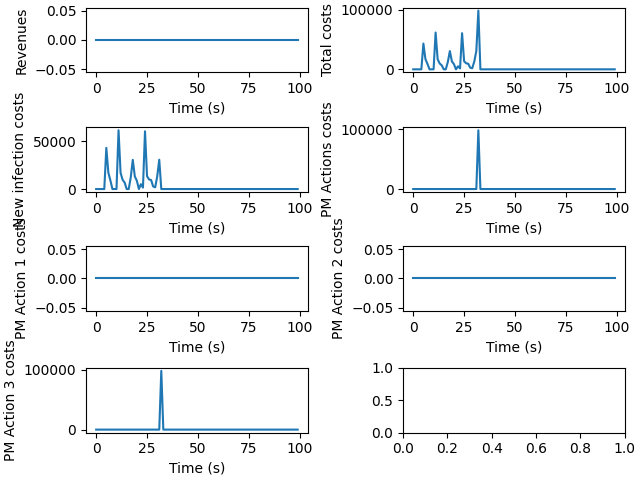 Revenues
0.05
0.00
−0.05
0 25 50 75 100
Time (s)
Total costs
100000
0
0 25 50 75 100
Time (s)
New infection costs
50000
0
0 25 50 75 100
Time (s)
PM Actions costs
100000
0
0 25 50 75 100
Time (s)
PM Action 1 costs
0.05
0.00
−0.05
0 25 50 75 100
Time (s)
PM Action 2 costs
0.05
0.00
−0.05
0 25 50 75 100
Time (s)
PM Action 3 costs
100000
0
0 25 50 75 100
Time (s)
1.0
0.5
0.0
0.0 0.2 0.4 0.6 0.8 1.0